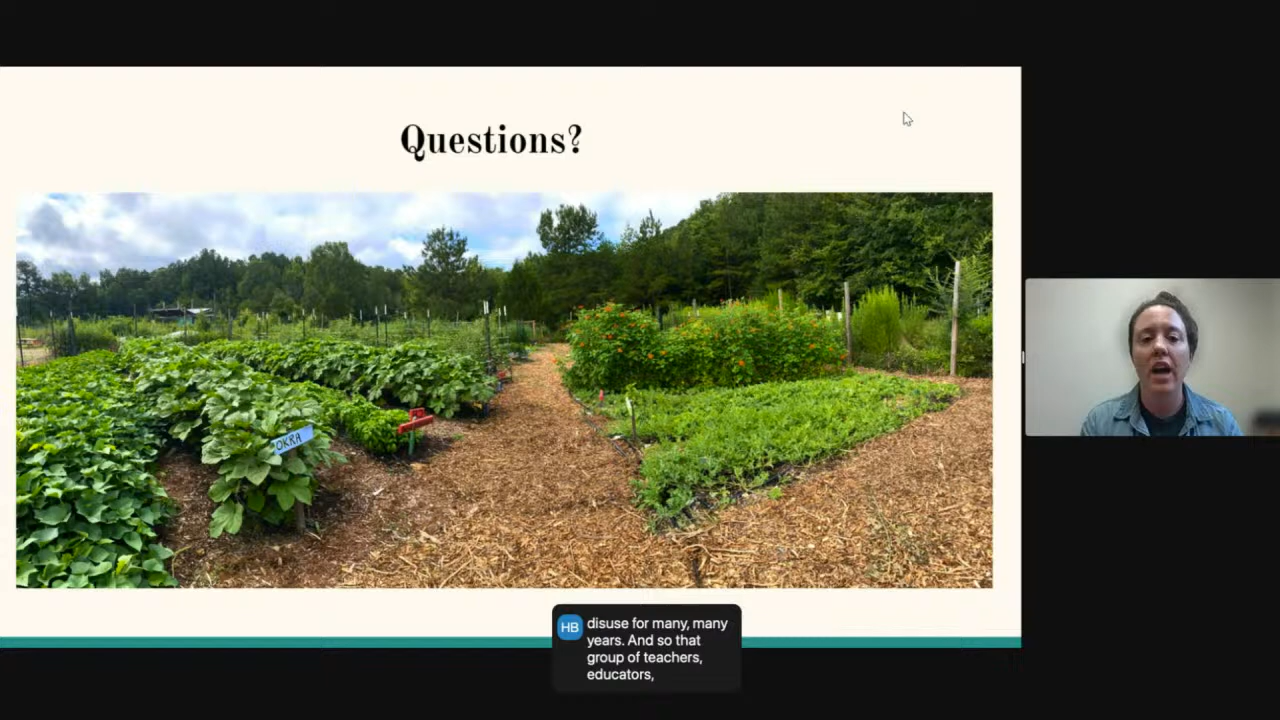 Questions?
OKRA
HB
disuse for many, many
years. And so that
group of teachers,
educators,